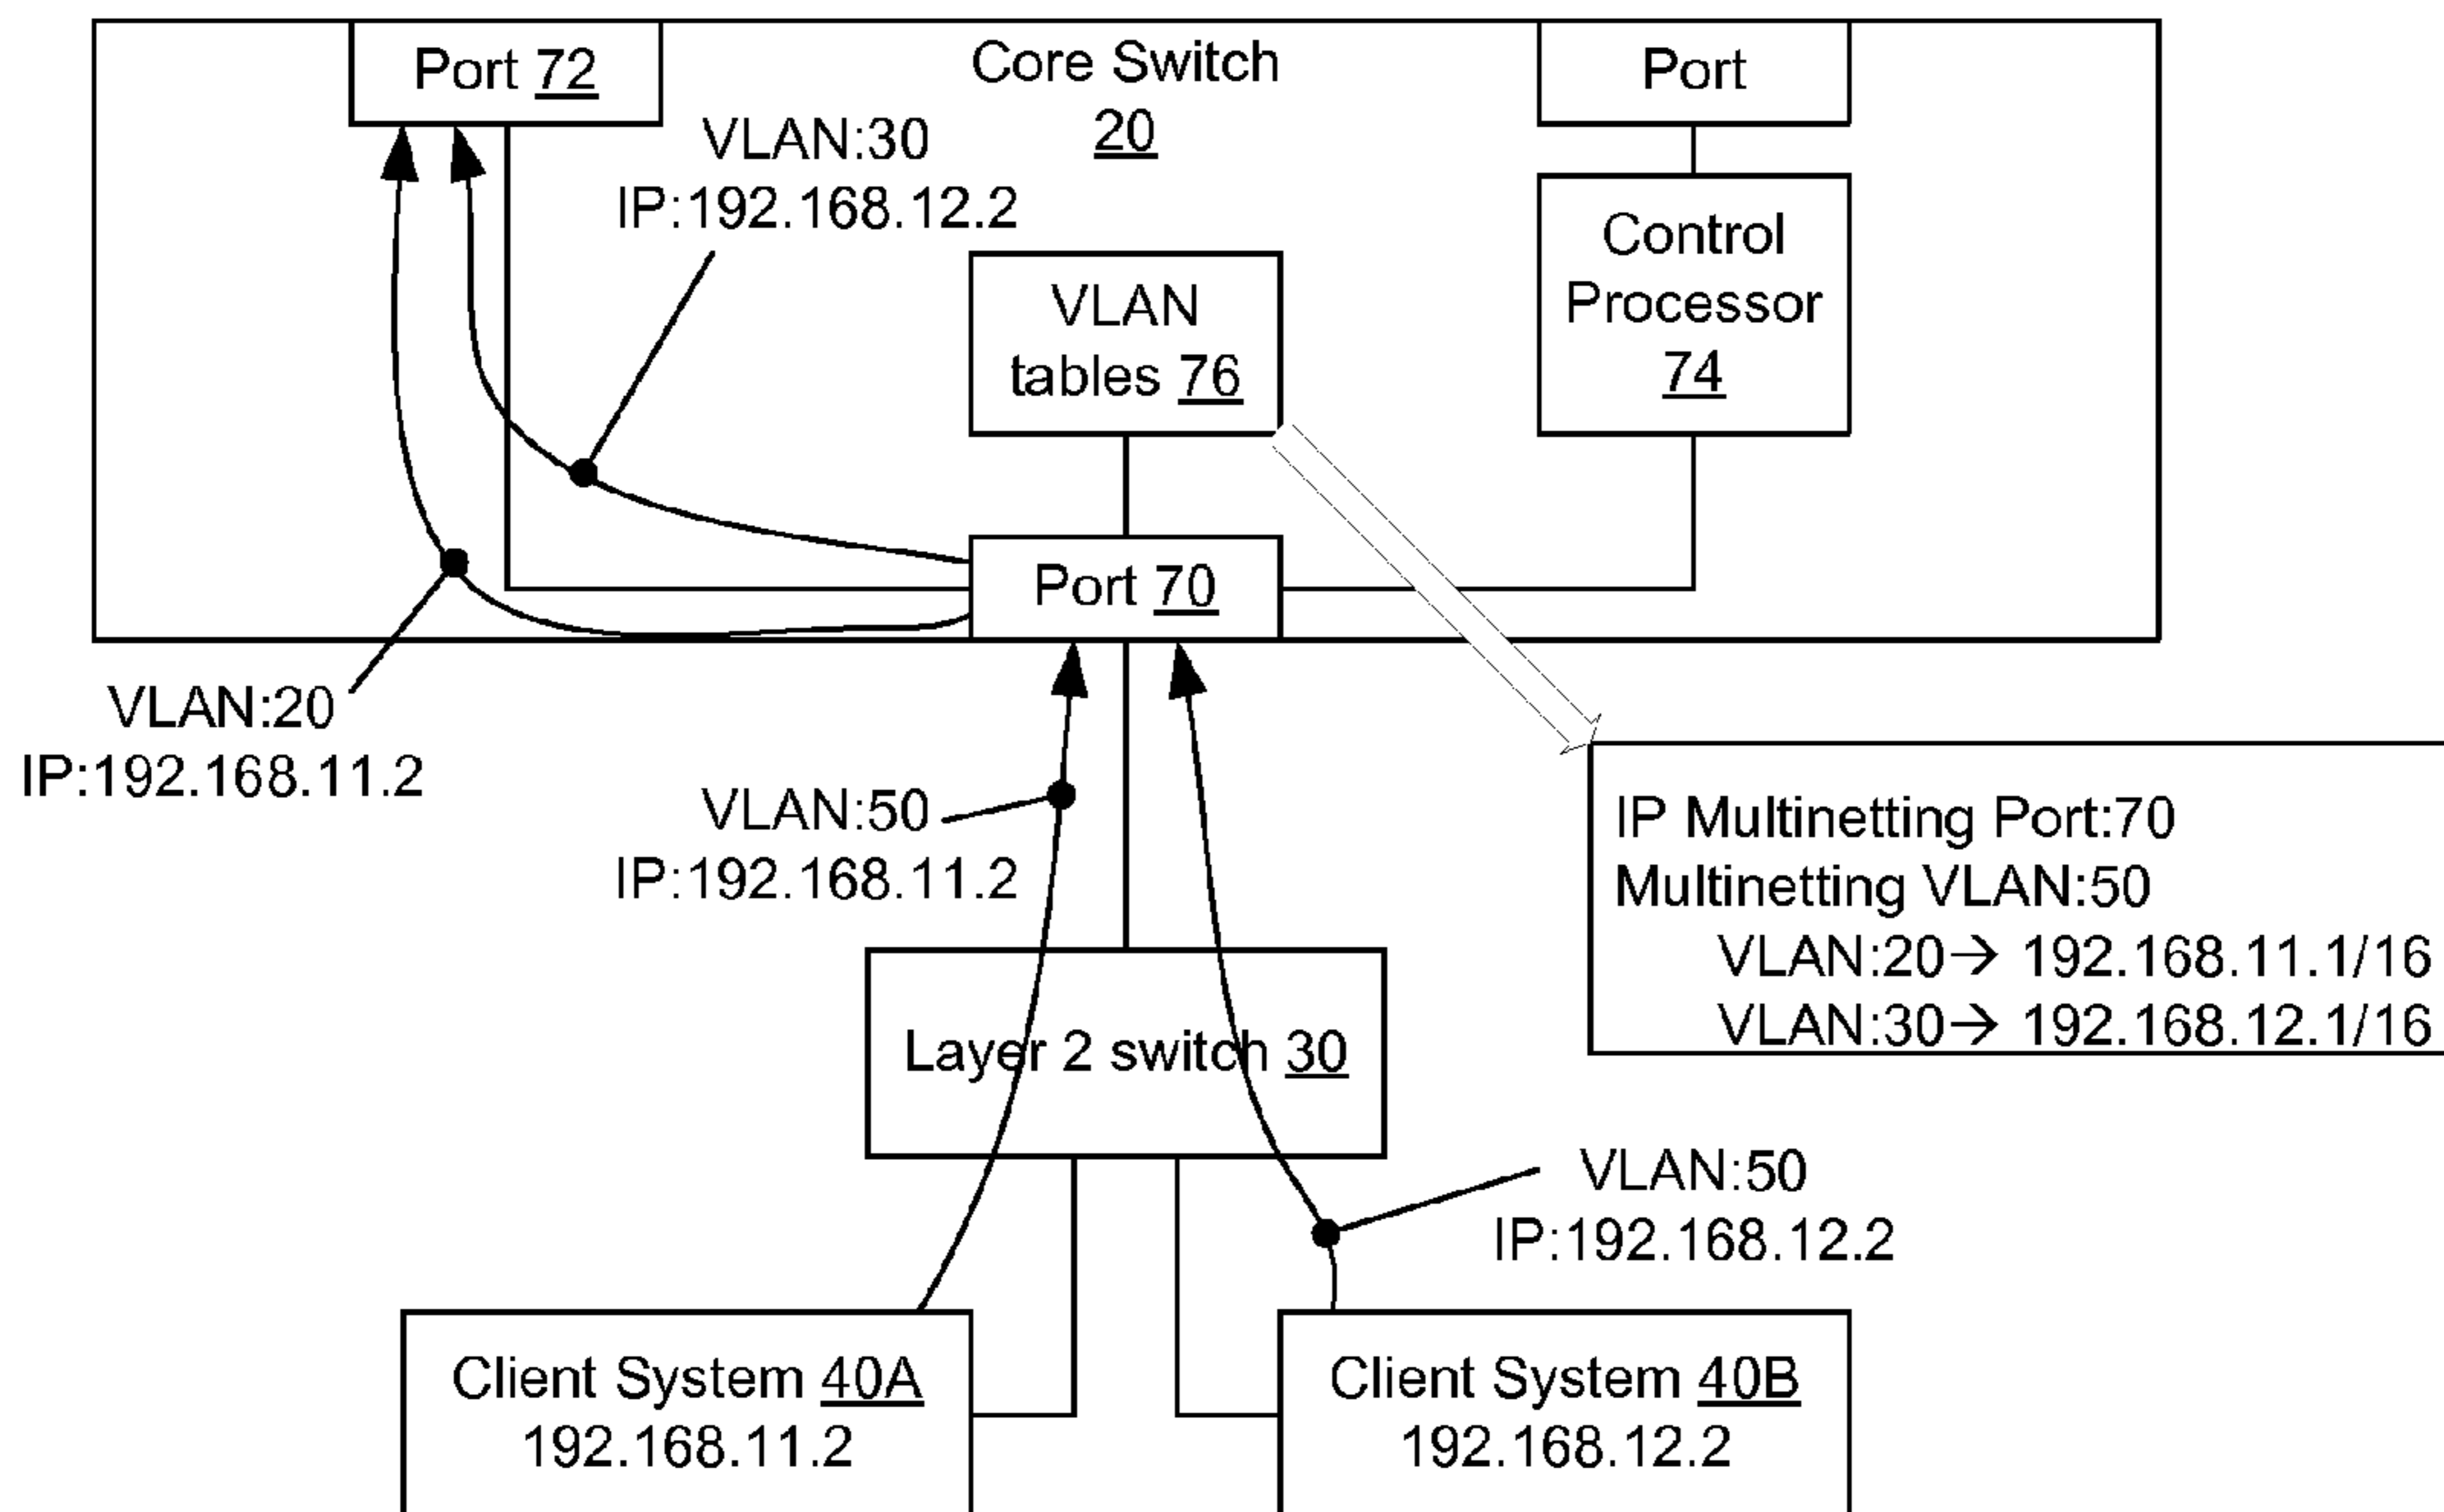 Port 72
Core Switch
20
Port
VLAN:30
IP:192.168.12.2
Control
Processor
74
VLAN
tables 76
Port 70
VLAN:20
IP:192.168.11.2
VLAN:50
IP:192.168.11.2
IP Multinetting Port:70
Multinetting VLAN:50
VLAN:20→ 192.168.11.1/16
VLAN:30→ 192.168.12.1/16
Layer 2 switch 30
VLAN:50
IP:192.168.12.2
Client System 40A
192.168.11.2
Client System 40B
192.168.12.2